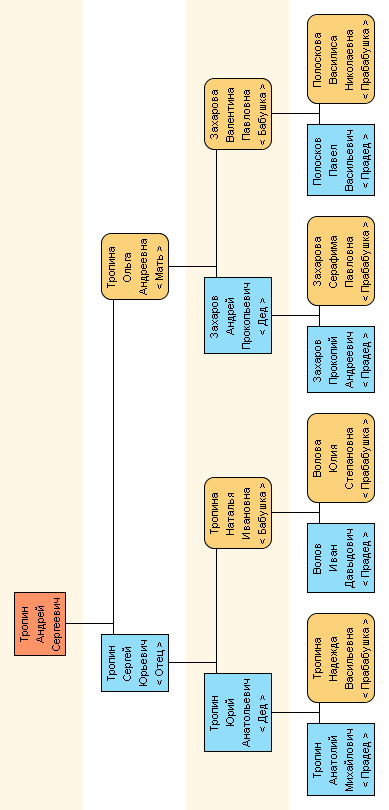 Тропин
Андрей
Сергеевич
Тропин
Сергей
Юрьевич
< Отец >
Тропина
Ольга
Андреевна
< Мать >
Тропин
Юрий
Анатольевич
< Дед >
Тропина
Наталья
Ивановна
< Бабушка >
Захаров
Андрей
Прокопьевич
< Дед >
Захарова
Валентина
Павловна
< Бабушка >
Тропин
Анатолий
Михайлович
< Прадед >
Тропина
Надежда
Васильевна
< Прабабушка >
Волов
Иван
Давыдович
< Прадед >
Волова
Юлия
Степановна
< Прабабушка >
Захаров
Прокопий
Андреевич
< Прадед >
Захарова
Серафима
Павловна
< Прабабушка >
Полосков
Павел
Васильевич
< Прадед >
Полоскова
Василиса
Николаевна
< Прабабушка >